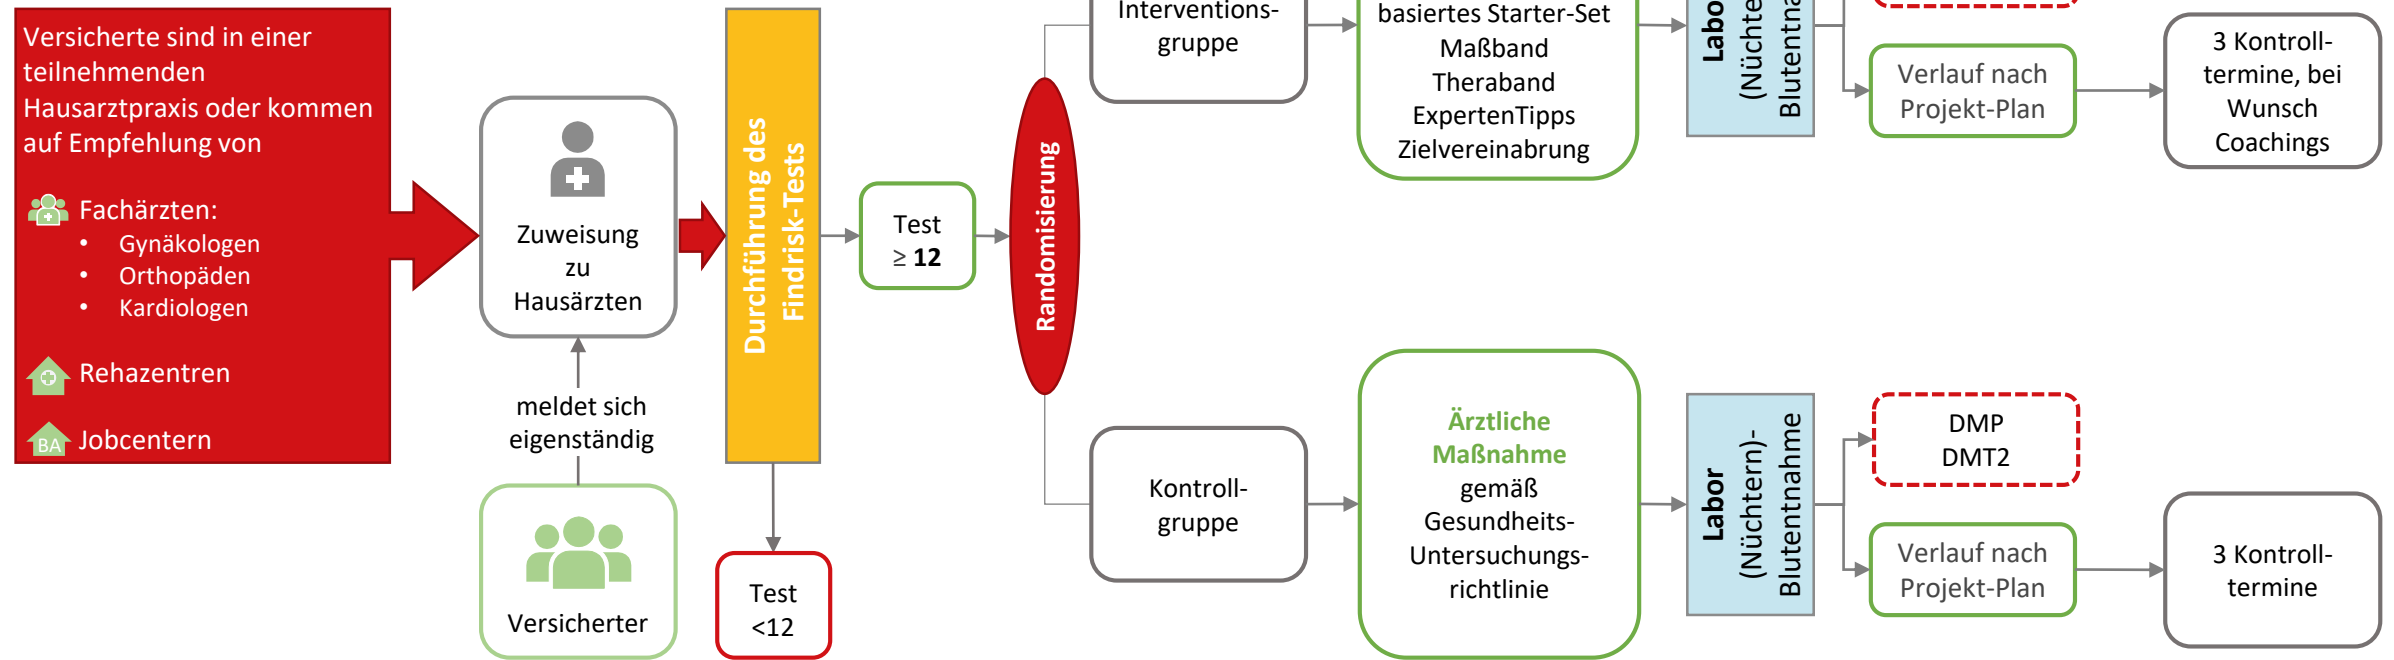 Versicherte sind in einer
teilnehmenden
Hausarztpraxis oder kommen
auf Empfehlung von
Fachärzten:
• Gynäkologen
• Orthopäden
• Kardiologen
Rehazentren
BA Jobcentern
Zuweisung
zu
Hausärzten
meldet sich
eigenständig
Versicherter
Durchführung des
Findrisk-Tests
Test
<12
Test
≥ 12
Randomisierung
Interventions-
gruppe
basiertes Starter-Set
Maßband
Theraband
ExpertenTipps
Zielvereinabrung
Verlauf nach
Projekt-Plan
3 Kontroll-
termine, bei
Wunsch
Coachings
Kontroll-
gruppe
Ärztliche
Maßnahme
gemäß
Gesundheits-
Untersuchungs-
richtlinie
Labor
(Nüchtern)-
Blutentnahme
DMP
DMT2
Verlauf nach
Projekt-Plan
3 Kontroll-
termine